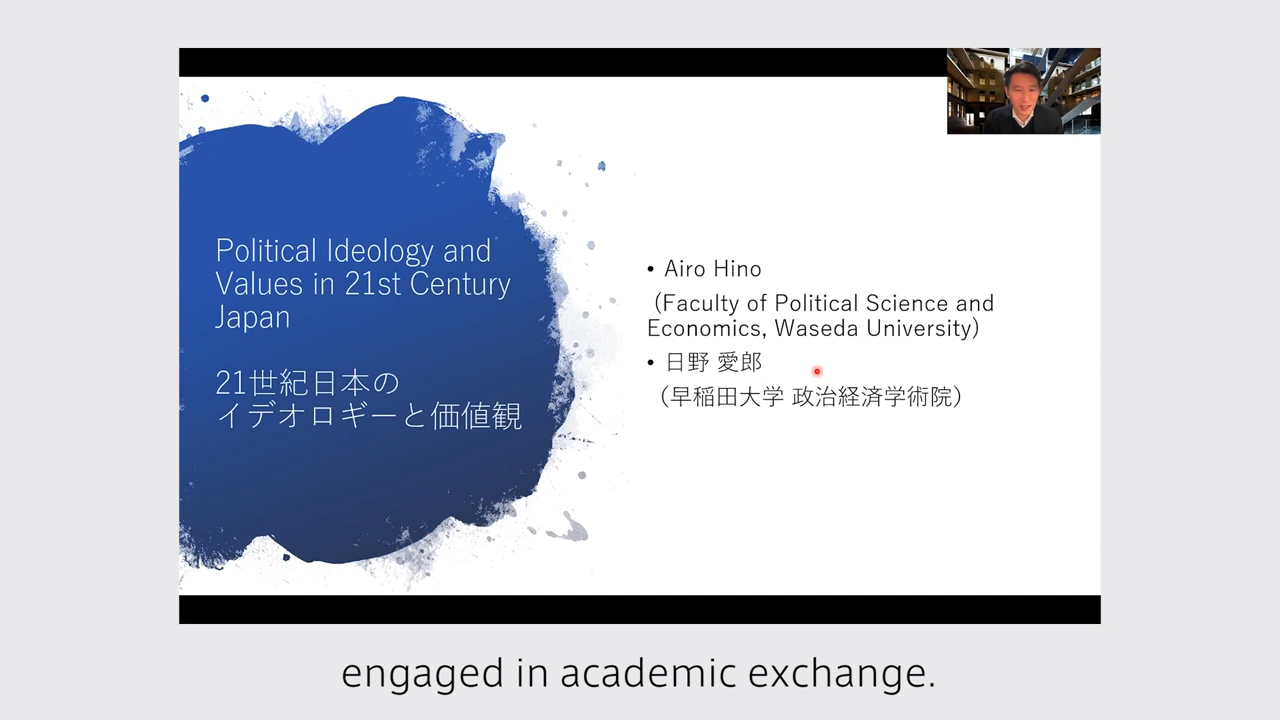 Political Ideology and
Values in 21st Century
Japan
21世紀日本の
イデオロギーと価値観
• Airo Hino
(Faculty of Political Science and
Economics, Waseda University)
• 日野 愛郎
(早稲田大学 政治経済学術院)
engaged in academic exchange.